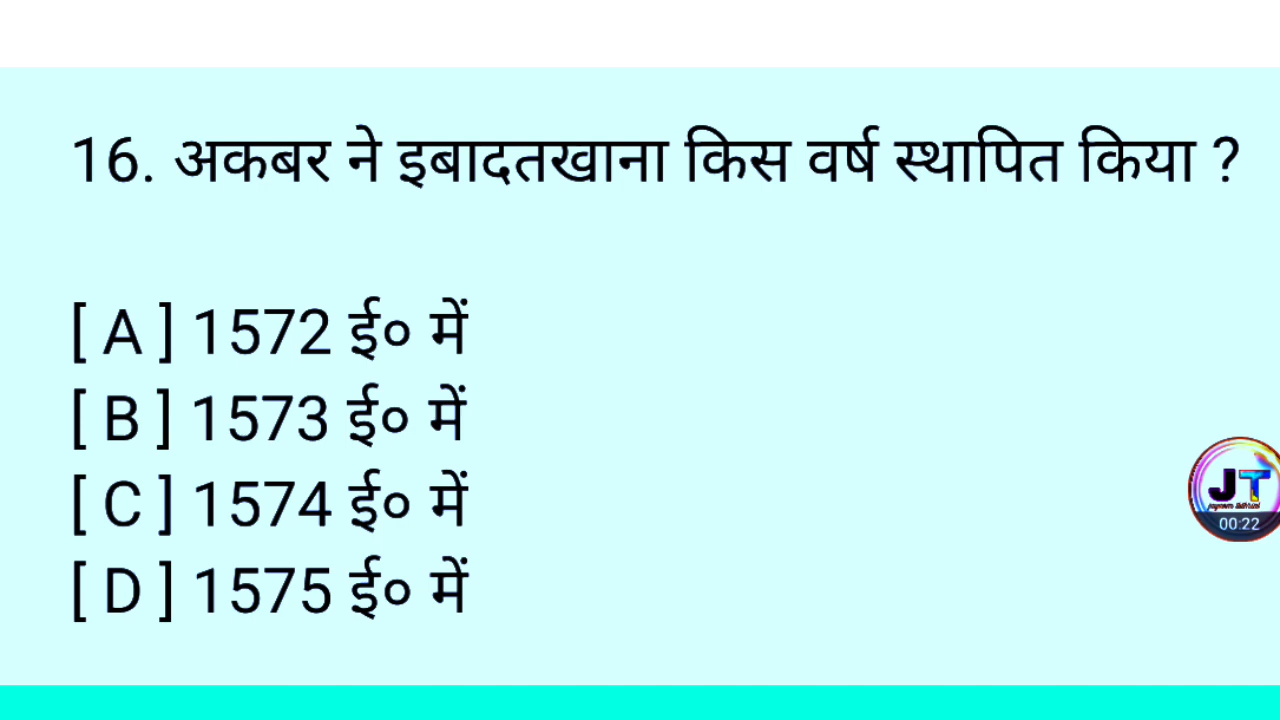 16. अकबर ने इबादतखाना किस वर्ष स्थापित किया ?
[ A ] 1572 ई० में
[ B ] 1573 ई० में
[ C ] 1574 ई० में
[ D ] 1575 ई० में
JT
00:22